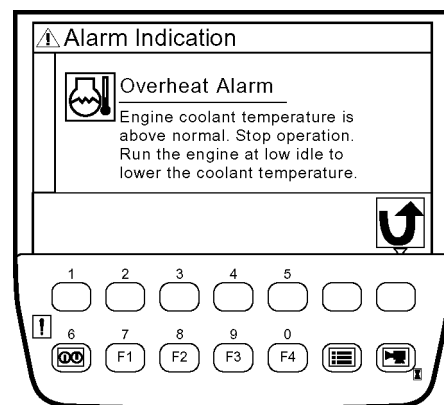 Alarm Indication
Overheat Alarm
Engine coolant temperature is
above normal. Stop operation.
Run the engine at low idle to
lower the coolant temperature.
1 2 3 4 5
6 7 8 9 0
F1 F2 F3 F4